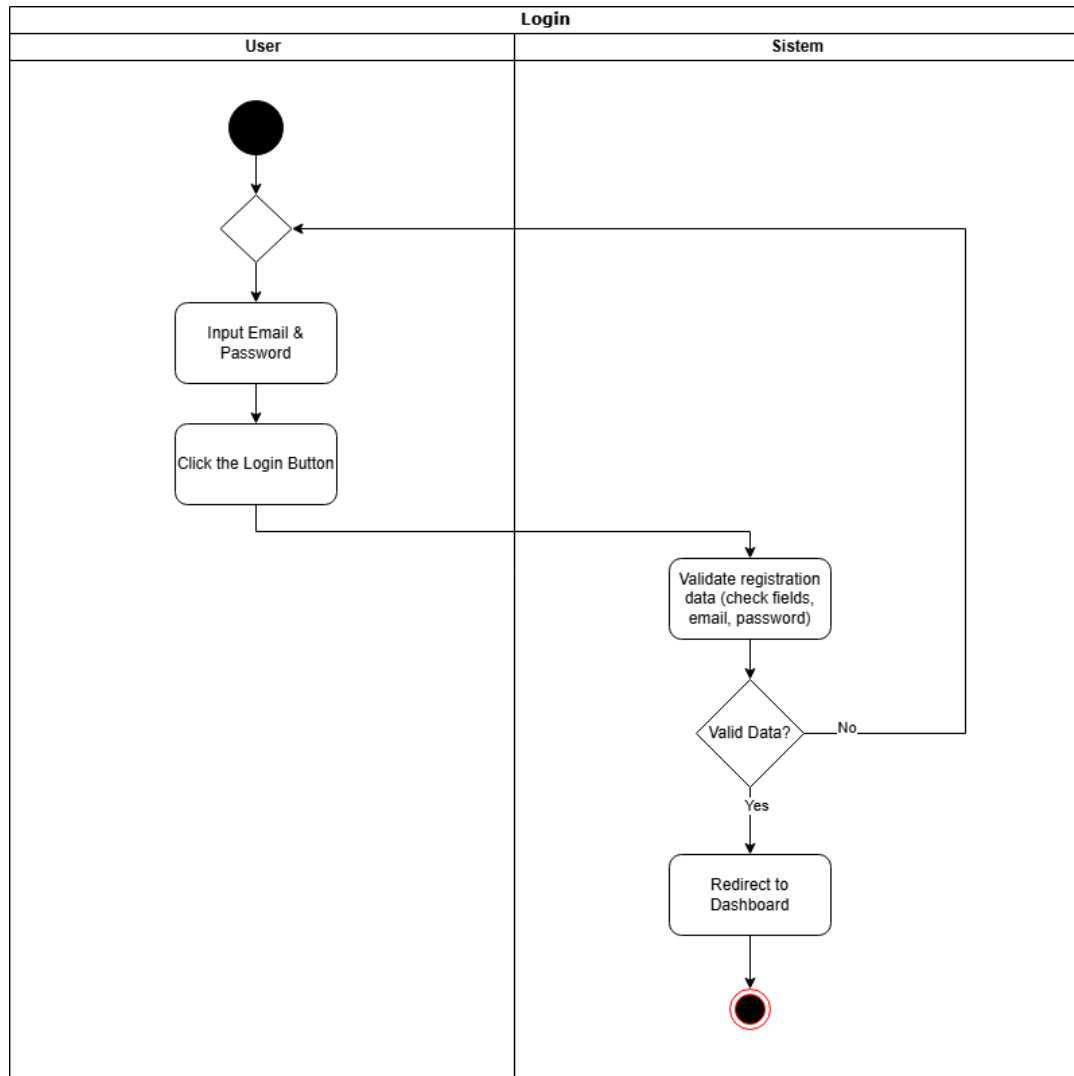 Login
User
Sistem
Input Email &
Password
Click the Login Button
Validate registration
data (check fields,
email, password)
Valid Data?
No
Yes
Redirect to
Dashboard